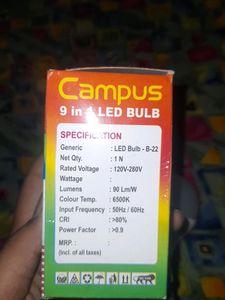 Campus
9 in 1 LED BULB
SPECIFICATION
Generic : LED Bulb - B-22
Net Qty. : 1 N
Rated Voltage : 120V-280V
Wattage :
Lumens : 90 Lm/W
Colour Temp. : 6500K
Input Frequency : 50Hz / 60Hz
CRI : >80%
Power Factor : >0.9
MRP. :
(Incl. of all taxes)